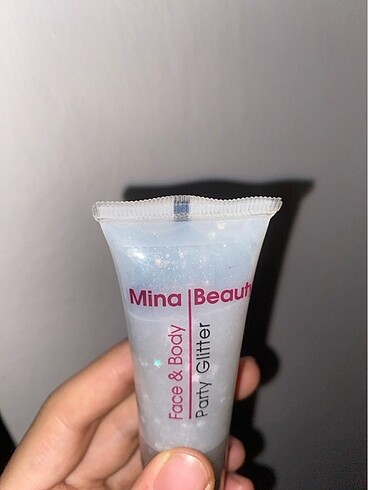 Mina Beaut
Face & Body
Party Glitter